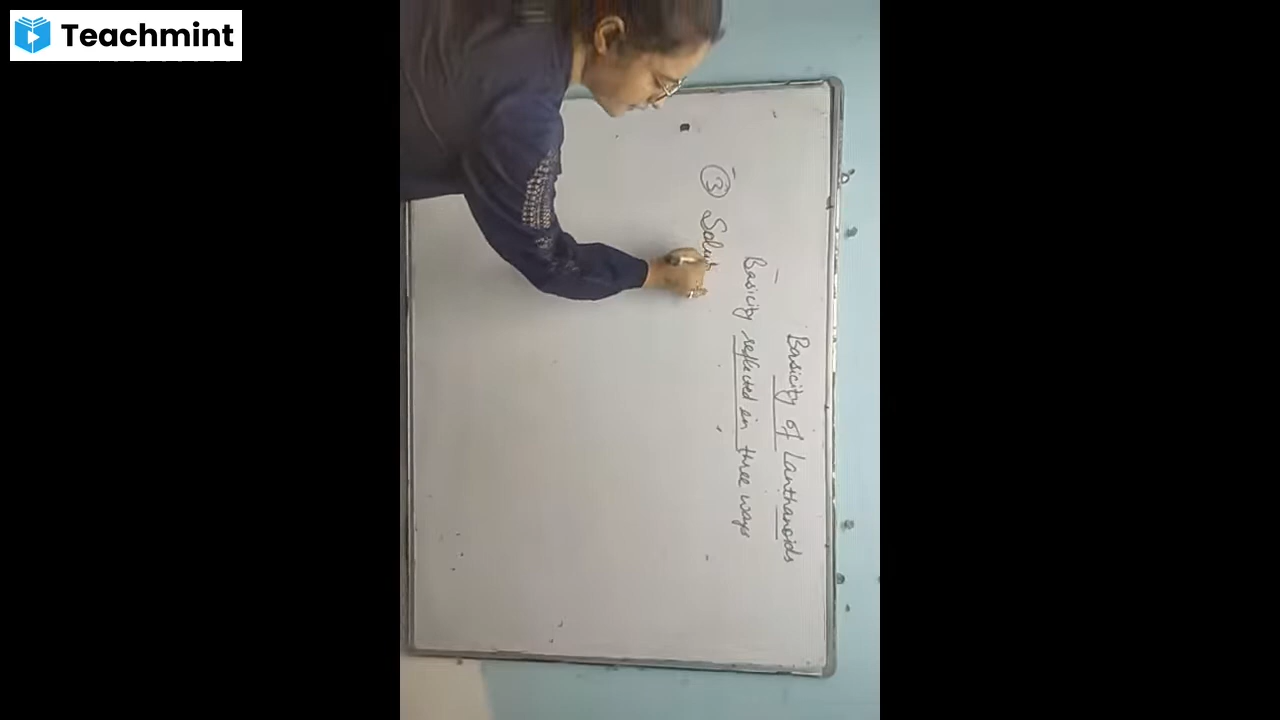 Teachmint
Basicity of Lanthanoids
Basicity reflected in three ways
③ Solu